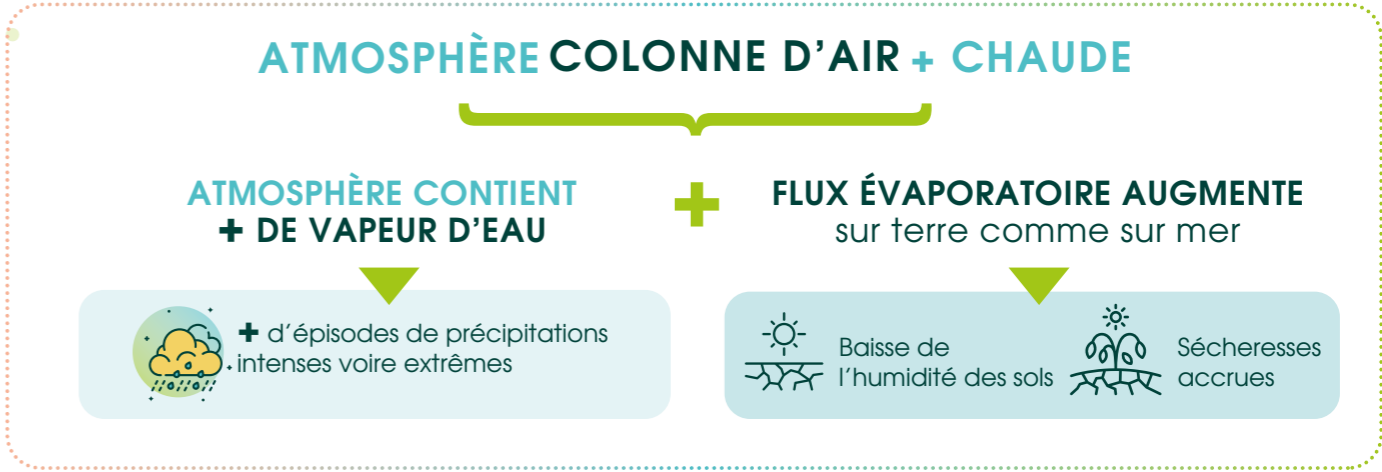 ATMOSPHÈRE COLONNE D’AIR + CHAUDE
ATMOSPHÈRE CONTIENT
+ DE VAPEUR D’EAU
+
FLUX ÉVAPORATOIRE AUGMENTE
sur terre comme sur mer
+ d’épisodes de précipitations
intenses voire extrêmes
Baisse de
l’humidité des sols
Sécheresses
accrues